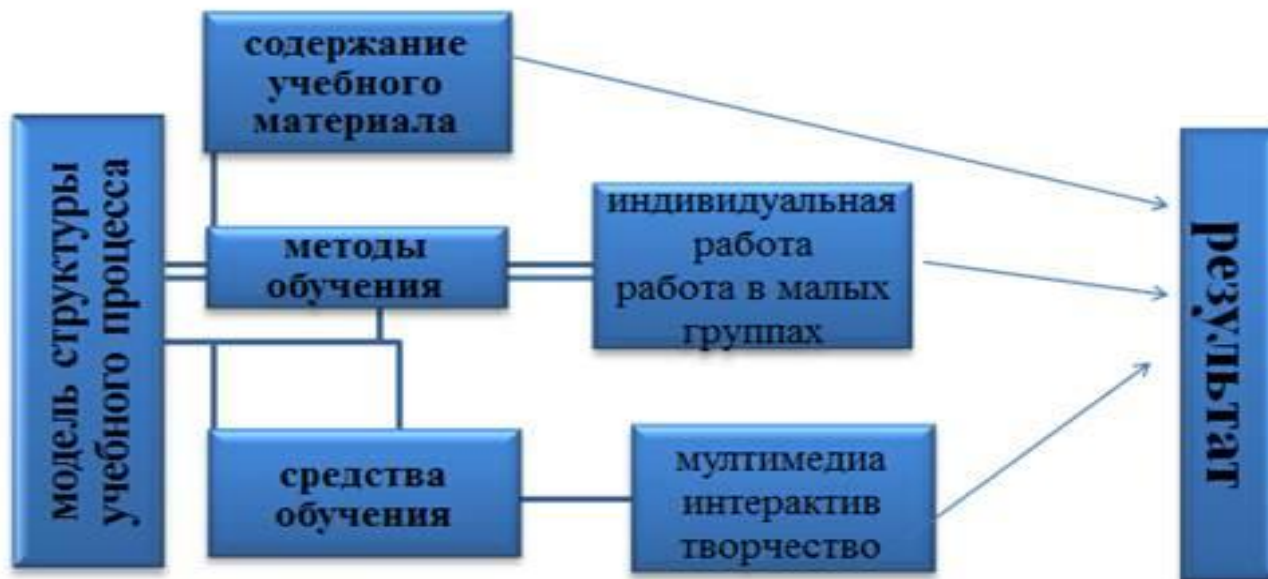 модель структуры
учебного процесса
содержание
учебного
материала
методы
обучения
индивидуальная
работа
работа в малых
группах
средства
обучения
мултимедиа
интерактив
творчество
результат